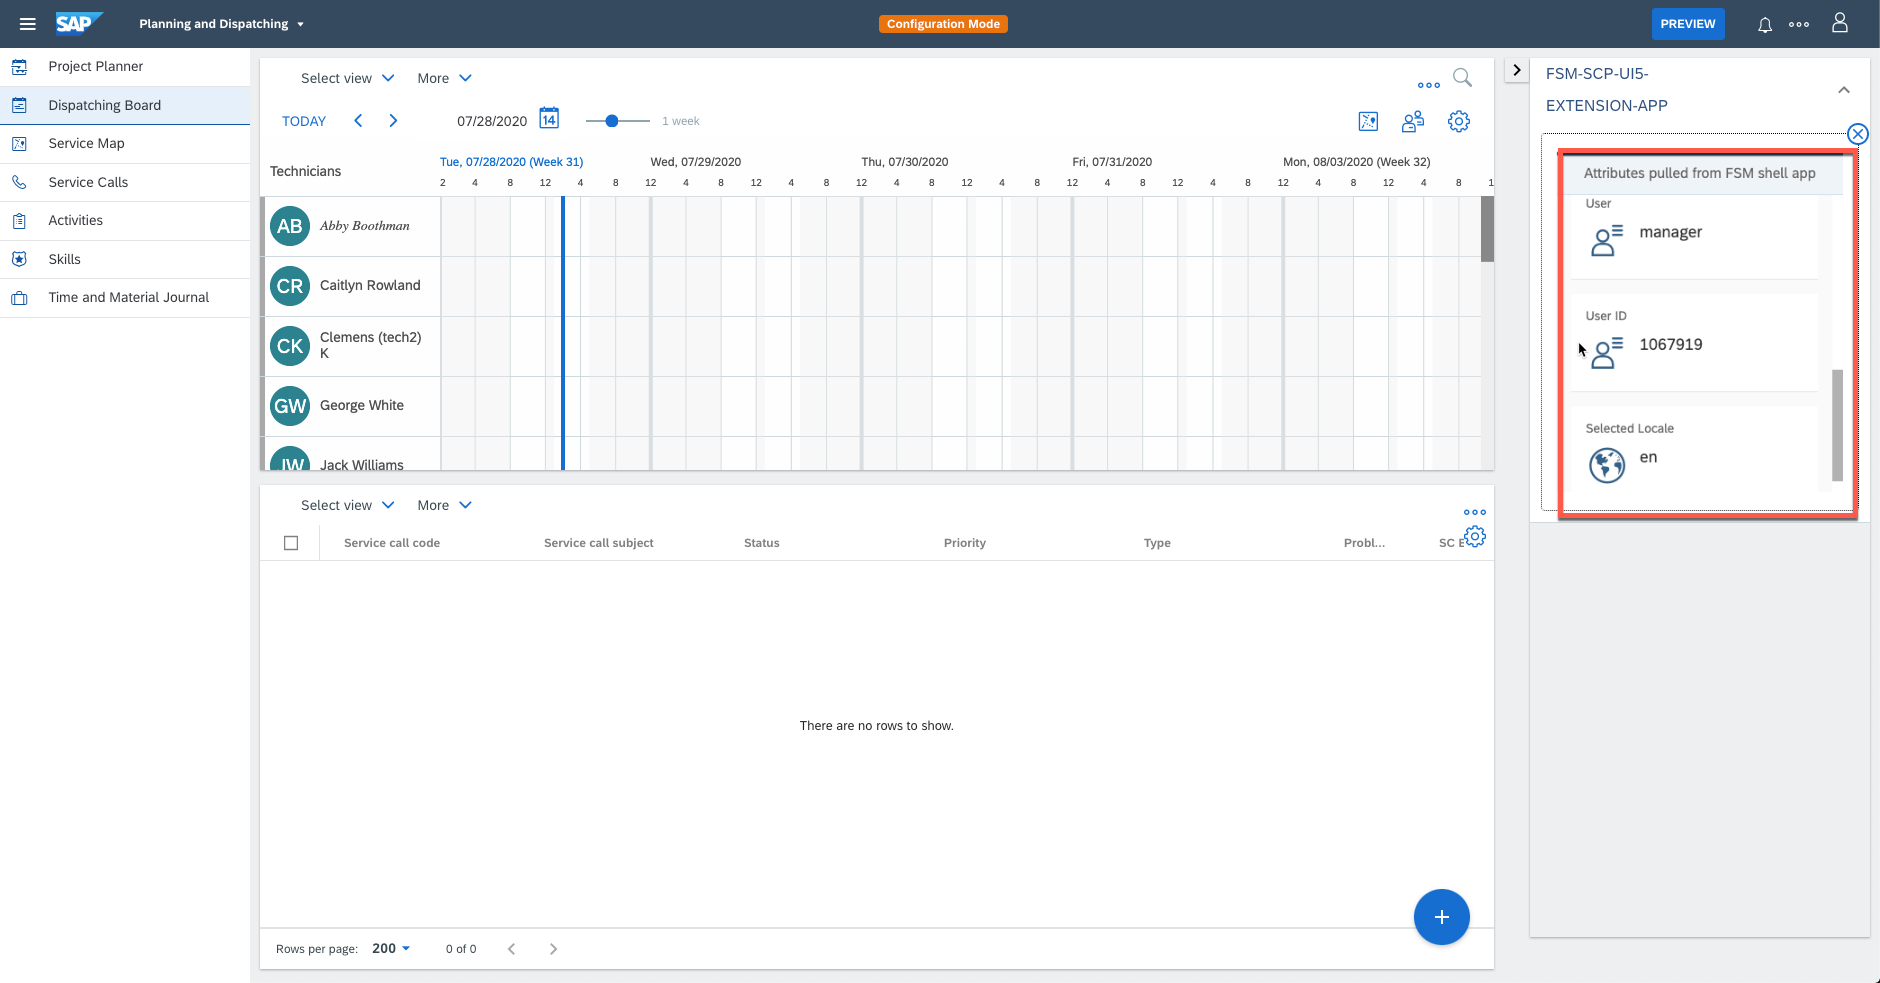 SAP Planning and Dispatching Configuration Mode PREVIEW
Project Planner
Dispatching Board
Service Map
Service Calls
Activities
Skills
Time and Material Journal
Select view More
TODAY 07/28/2020 14 1 week
Technicians
Tue, 07/28/2020 (Week 31) Wed, 07/29/2020 Thu, 07/30/2020 Fri, 07/31/2020 Mon, 08/03/2020 (Week 32)
2 4 8 12 4 8 12 4 8 12 4 8 12 4 8 12 4 8 12 4 8 12 4 8 12 4 8 12 4 8 1
AB Abby Boothman
CR Caitlyn Rowland
CK Clemens (tech2)
K
GW George White
JW Jack Williams
Select view More
Service call code Service call subject Status Priority Type Probl... SC E
There are no rows to show.
Rows per page: 200 0 of 0
FSM-SCP-UI5-
EXTENSION-APP
Attributes pulled from FSM shell app
User
manager
User ID
1067919
Selected Locale
en